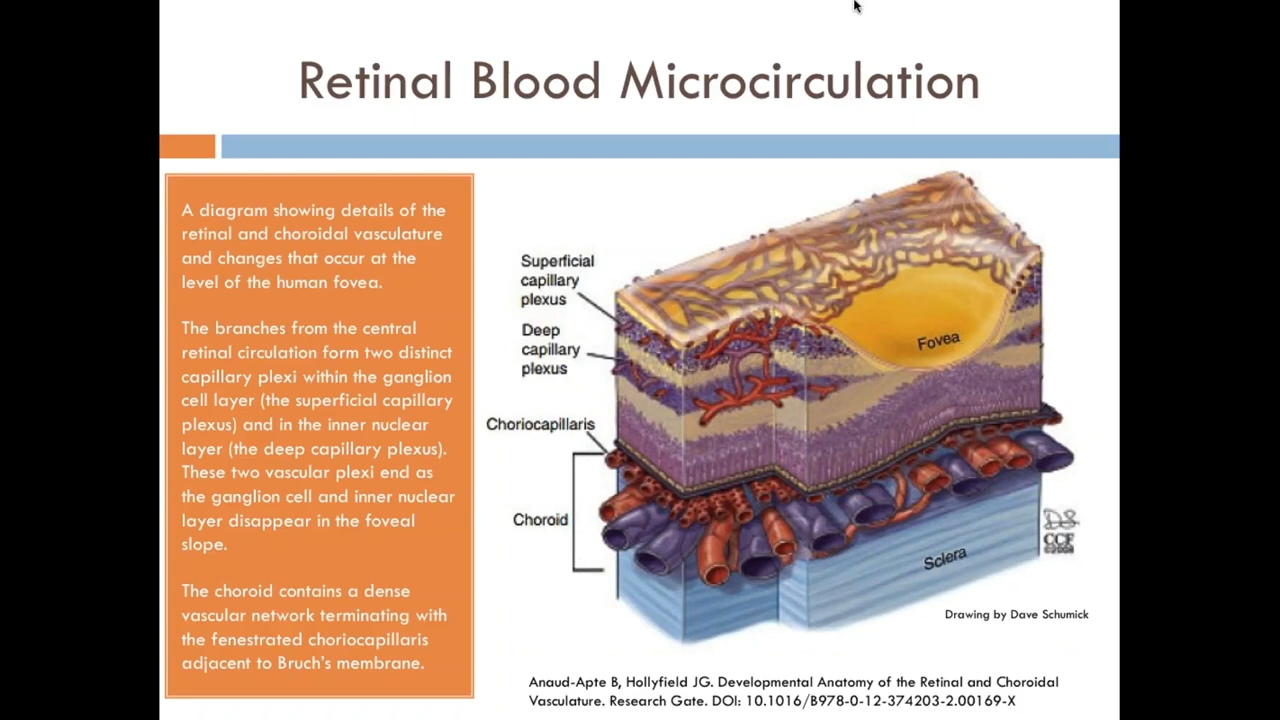 Retinal Blood Microcirculation
A diagram showing details of the
retinal and choroidal vasculature
and changes that occur at the
level of the human fovea.
The branches from the central
retinal circulation form two distinct
capillary plexi within the ganglion
cell layer (the superficial capillary
plexus) and in the inner nuclear
layer (the deep capillary plexus).
These two vascular plexi end as
the ganglion cell and inner nuclear
layer disappear in the foveal
slope.
The choroid contains a dense
vascular network terminating with
the fenestrated choriocapillaris
adjacent to Bruch's membrane.
Superficial
capillary
plexus
Deep
capillary
plexus
Choriocapillaris
Choroid
Fovea
Sclera
DS
CCF
©2008
Drawing by Dave Schumick
Anaud-Apte B, Hollyfield JG. Developmental Anatomy of the Retinal and Choroidal
Vasculature. Research Gate. DOI: 10.1016/B978-0-12-374203-2.00169-X